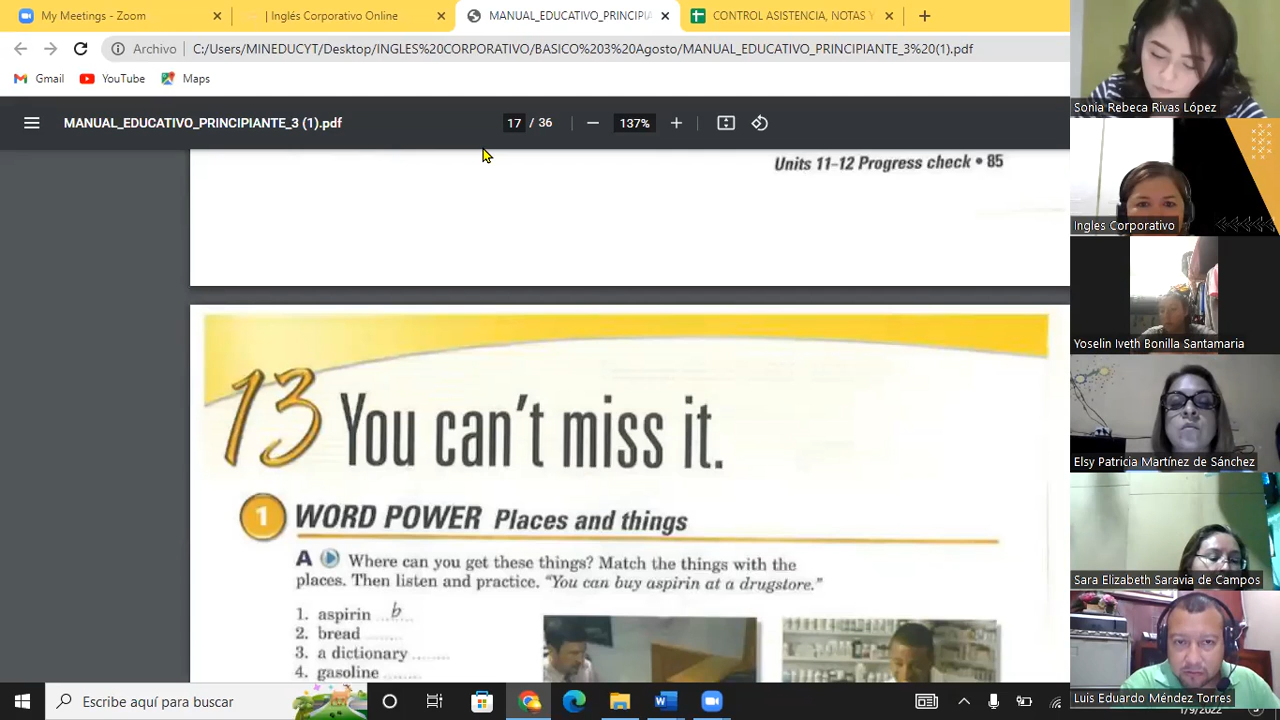 My Meetings - Zoom
| Inglés Corporativo Online
MANUAL_EDUCATIVO_PRINCIPIA
CONTROL ASISTENCIA, NOTAS Y
Archivo
C:/Users/MINEDUCYT/Desktop/INGLES%20CORPORATIVO/BASICO%203%20Agosto/MANUAL_EDUCATIVO_PRINCIPIANTE_3%20(1).pdf
Gmail
YouTube
Maps
MANUAL_EDUCATIVO_PRINCIPIANTE_3 (1).pdf
17 / 36
137%
Units 11–12 Progress check • 85
13 You can't miss it.
1 WORD POWER Places and things
A Where can you get these things? Match the things with the
places. Then listen and practice. "You can buy aspirin at a drugstore."
1. aspirin b
2. bread
3. a dictionary
4. gasoline
Sonia Rebeca Rivas López
Ingles Corporativo
Yoselin Iveth Bonilla Santamaria
Elsy Patricia Martínez de Sánchez
Sara Elizabeth Saravia de Campos
Luis Eduardo Méndez Torres
Escribe aquí para buscar
1/9/2022